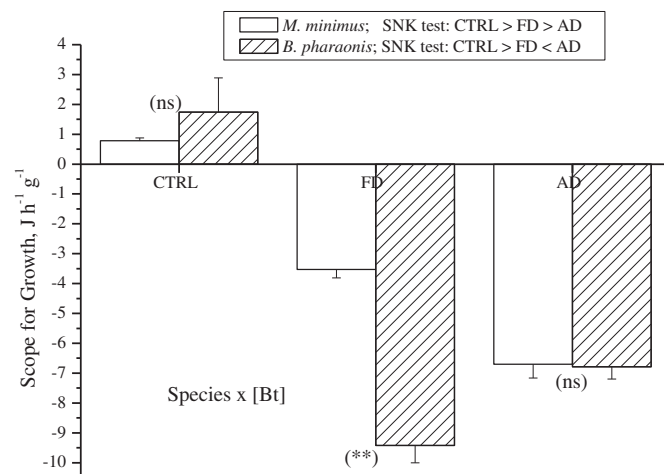 M. minimus; SNK test: CTRL > FD > AD
B. pharaonis; SNK test: CTRL > FD < AD
4
3
2
1
0
-1
-2
-3
-4
-5
-6
-7
-8
-9
-10
Scope for Growth, J h⁻¹ g⁻¹
(ns)
CTRL
FD
AD
(ns)
Species x [Bt]
(**)